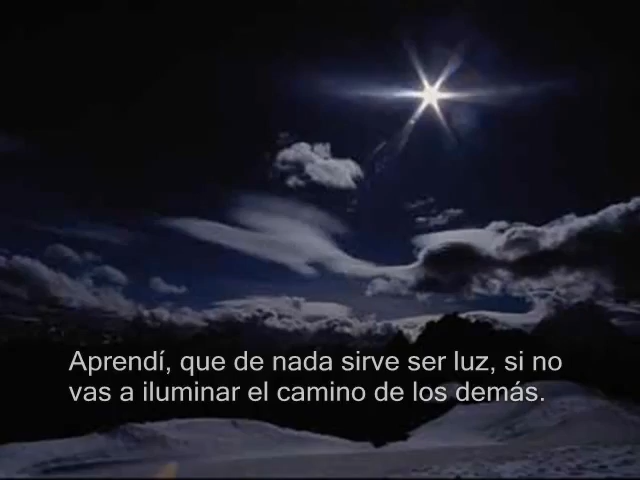 Aprendí, que de nada sirve ser luz, si no
vas a iluminar el camino de los demás.